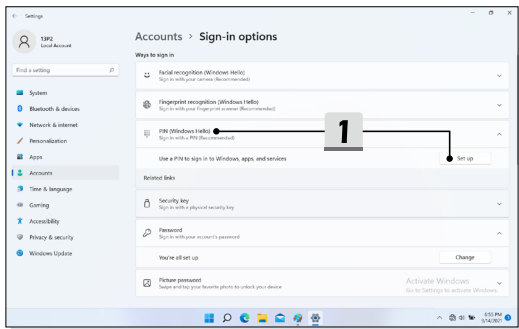 Settings
13P2
Local Account
Find a setting
System
Bluetooth & devices
Network & internet
Personalization
Apps
Accounts
Time & language
Gaming
Accessibility
Privacy & security
Windows Update
Accounts > Sign-in options
Ways to sign in
Facial recognition (Windows Hello)
Sign in with your camera (Recommended)
Fingerprint recognition (Windows Hello)
Sign in with your fingerprint scanner (Recommended)
PIN (Windows Hello)
Sign in with a PIN (Recommended)
1
Use a PIN to sign in to Windows, apps, and services
Set up
Related links
Security key
Sign in with a physical security key
Password
Sign in with your account's password
You're all set up
Change
Picture password
Swipe and tap your favorite photo to unlock your device
Activate Windows
Go to Settings to activate Windows.
6:55 PM
9/14/2021